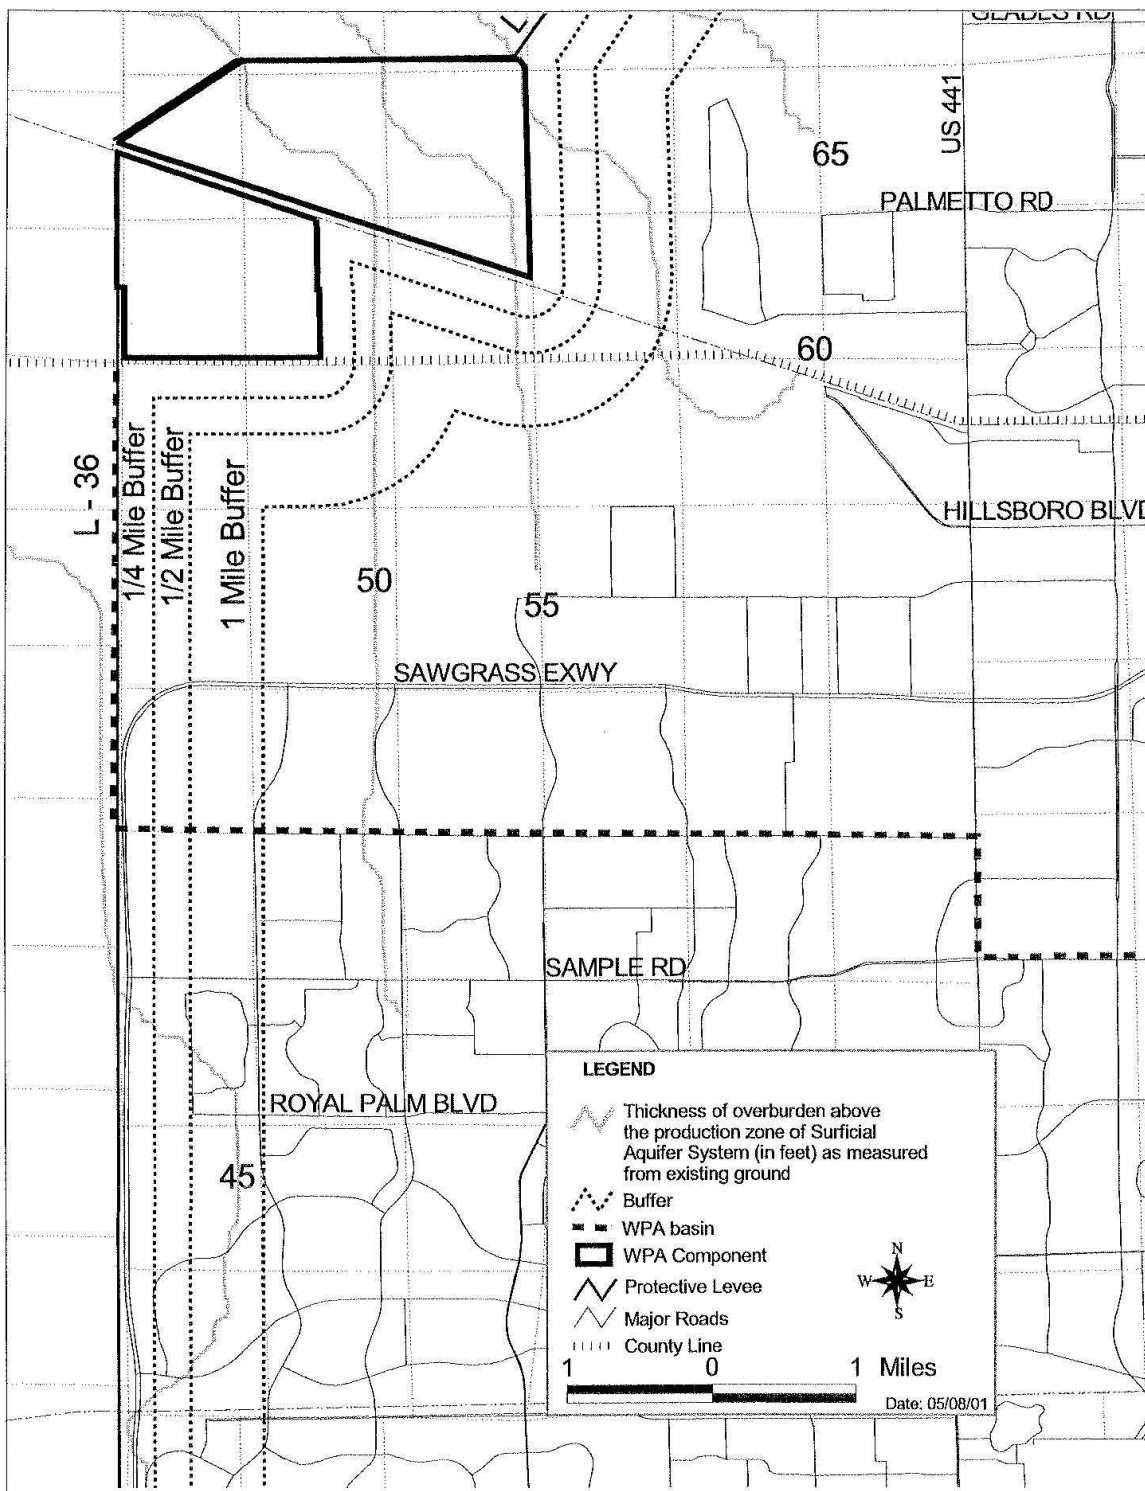 L
GLADES RD
US 441
65
PALMETTO RD
60
L - 36
1/4 Mile Buffer
1/2 Mile Buffer
1 Mile Buffer
HILLSBORO BLVD
50
55
SAWGRASS EXWY
SAMPLE RD
ROYAL PALM BLVD
45
LEGEND
Thickness of overburden above
the production zone of Surficial
Aquifer System (in feet) as measured
from existing ground
Buffer
WPA basin
WPA Component
Protective Levee
Major Roads
County Line
N
W E
S
1 0 1 Miles
Date: 05/08/01